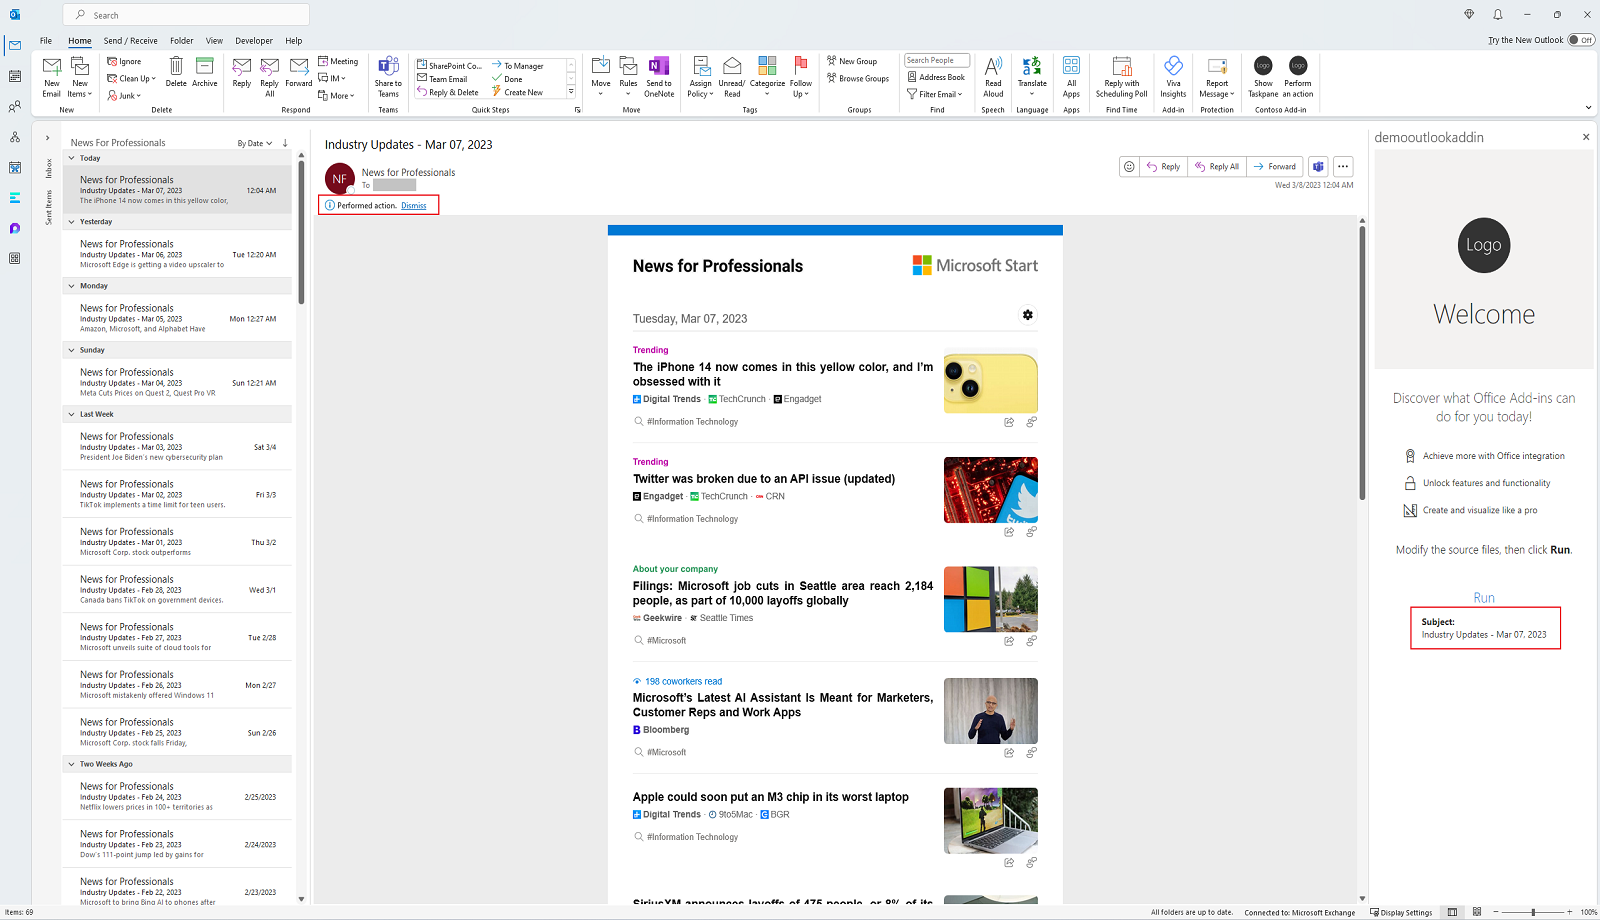 Search
File Home Send / Receive Folder View Developer Help
Try the New Outlook Off
New Email
New Items
New
Ignore
Clean Up
Junk
Delete
Archive
Delete
Reply
Reply All
Forward
Meeting
IM
More
Respond
Share to Teams
Teams
SharePoint Co...
Team Email
Reply & Delete
To Manager
Done
Create New
Quick Steps
Move
Rules
Send to OneNote
Move
Assign Policy
Unread/ Read
Categorize
Follow Up
Tags
New Group
Browse Groups
Groups
Search People
Address Book
Filter Email
Find
Read Aloud
Speech
Translate
Language
All Apps
Apps
Reply with Scheduling Poll
Find Time
Viva Insights
Add-in
Report Message
Protection
Logo
Show Taskpane
Logo
Perform an action
Contoso Add-in
Inbox
Sent Items
News For Professionals
By Date
Today
News for Professionals
Industry Updates - Mar 07, 2023 12:04 AM
The iPhone 14 now comes in this yellow color,
Yesterday
News for Professionals
Industry Updates - Mar 06, 2023 Tue 12:20 AM
Microsoft Edge is getting a video upscaler to
Monday
News for Professionals
Industry Updates - Mar 05, 2023 Mon 12:27 AM
Amazon, Microsoft, and Alphabet Have
Sunday
News for Professionals
Industry Updates - Mar 04, 2023 Sun 12:21 AM
Meta Cuts Prices on Quest 2, Quest Pro VR
Last Week
News for Professionals
Industry Updates - Mar 03, 2023 Sat 3/4
President Joe Biden's new cybersecurity plan
News for Professionals
Industry Updates - Mar 02, 2023 Fri 3/3
TikTok implements a time limit for teen users.
News for Professionals
Industry Updates - Mar 01, 2023 Thu 3/2
Microsoft Corp. stock outperforms
News for Professionals
Industry Updates - Feb 28, 2023 Wed 3/1
Canada bans TikTok on government devices.
News for Professionals
Industry Updates - Feb 27, 2023 Tue 2/28
Microsoft unveils suite of cloud tools for
News for Professionals
Industry Updates - Feb 26, 2023 Mon 2/27
Microsoft mistakenly offered Windows 11
News for Professionals
Industry Updates - Feb 25, 2023 Sun 2/26
Microsoft Corp. stock falls Friday,
Two Weeks Ago
News for Professionals
Industry Updates - Feb 24, 2023 2/25/2023
Netflix lowers prices in 100+ territories as
News for Professionals
Industry Updates - Feb 23, 2023 2/24/2023
Dow's 111-point jump led by gains for
News for Professionals
Industry Updates - Feb 22, 2023 2/23/2023
Microsoft to bring Bing AI to phones after
Industry Updates - Mar 07, 2023
NF
News for Professionals
To
Reply Reply All Forward
Wed 3/8/2023 12:04 AM
Performed action. Dismiss
News for Professionals
Microsoft Start
Tuesday, Mar 07, 2023
Trending
The iPhone 14 now comes in this yellow color, and I'm
obsessed with it
Digital Trends · TechCrunch · Engadget
#Information Technology
Trending
Twitter was broken due to an API issue (updated)
Engadget · TechCrunch · CRN
#Information Technology
About your company
Filings: Microsoft job cuts in Seattle area reach 2,184
people, as part of 10,000 layoffs globally
Geekwire · Seattle Times
#Microsoft
198 coworkers read
Microsoft's Latest AI Assistant Is Meant for Marketers,
Customer Reps and Work Apps
Bloomberg
#Microsoft
Apple could soon put an M3 chip in its worst laptop
Digital Trends · 9to5Mac · BGR
#Information Technology
SiriusXM announces layoffs of 475 people, or 8% of its
demooutlookaddin
Logo
Welcome
Discover what Office Add-ins can
do for you today!
Achieve more with Office integration
Unlock features and functionality
Create and visualize like a pro
Modify the source files, then click Run.
Run
Subject:
Industry Updates - Mar 07, 2023
Items: 69
All folders are up to date. Connected to: Microsoft Exchange Display Settings 100%